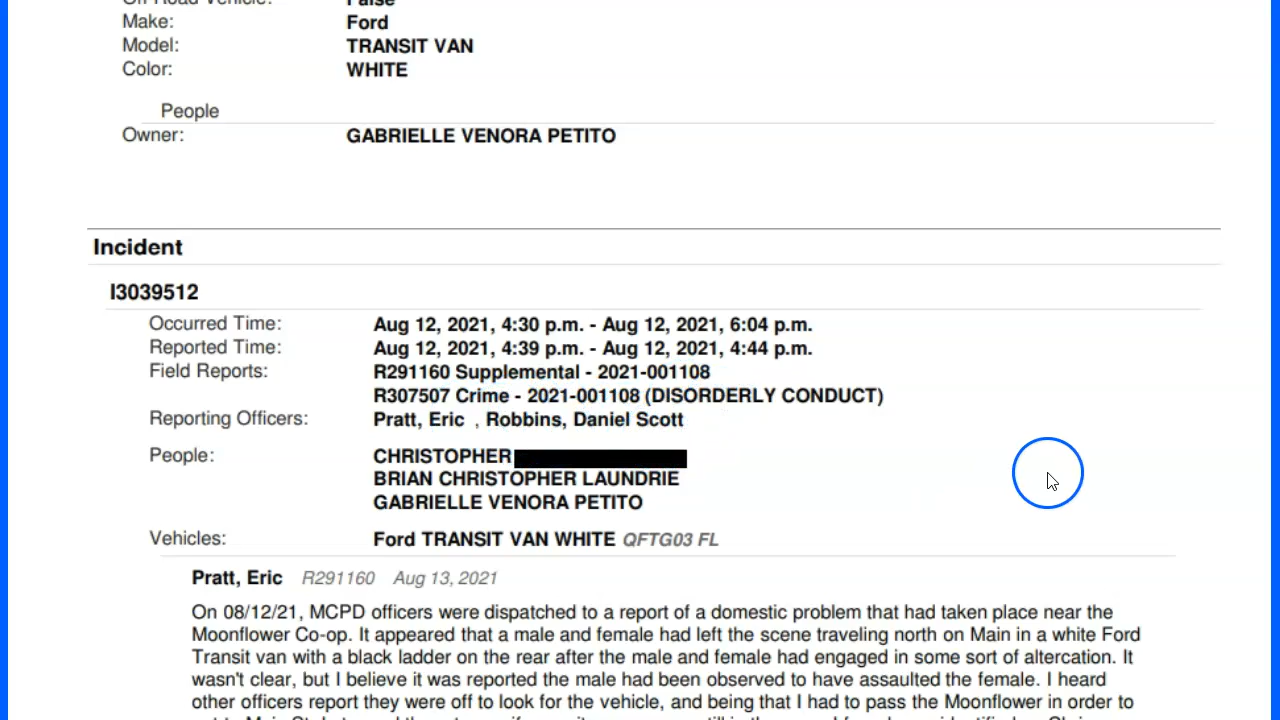 Off Road Vehicle: False
Make: Ford
Model: TRANSIT VAN
Color: WHITE
People
Owner: GABRIELLE VENORA PETITO
Incident
I3039512
Occurred Time: Aug 12, 2021, 4:30 p.m. - Aug 12, 2021, 6:04 p.m.
Reported Time: Aug 12, 2021, 4:39 p.m. - Aug 12, 2021, 4:44 p.m.
Field Reports: R291160 Supplemental - 2021-001108
R307507 Crime - 2021-001108 (DISORDERLY CONDUCT)
Reporting Officers: Pratt, Eric , Robbins, Daniel Scott
People: CHRISTOPHER
BRIAN CHRISTOPHER LAUNDRIE
GABRIELLE VENORA PETITO
Vehicles: Ford TRANSIT VAN WHITE QFTG03 FL
Pratt, Eric R291160 Aug 13, 2021
On 08/12/21, MCPD officers were dispatched to a report of a domestic problem that had taken place near the
Moonflower Co-op. It appeared that a male and female had left the scene traveling north on Main in a white Ford
Transit van with a black ladder on the rear after the male and female had engaged in some sort of altercation. It
wasn't clear, but I believe it was reported the male had been observed to have assaulted the female. I heard
other officers report they were off to look for the vehicle, and being that I had to pass the Moonflower in order to